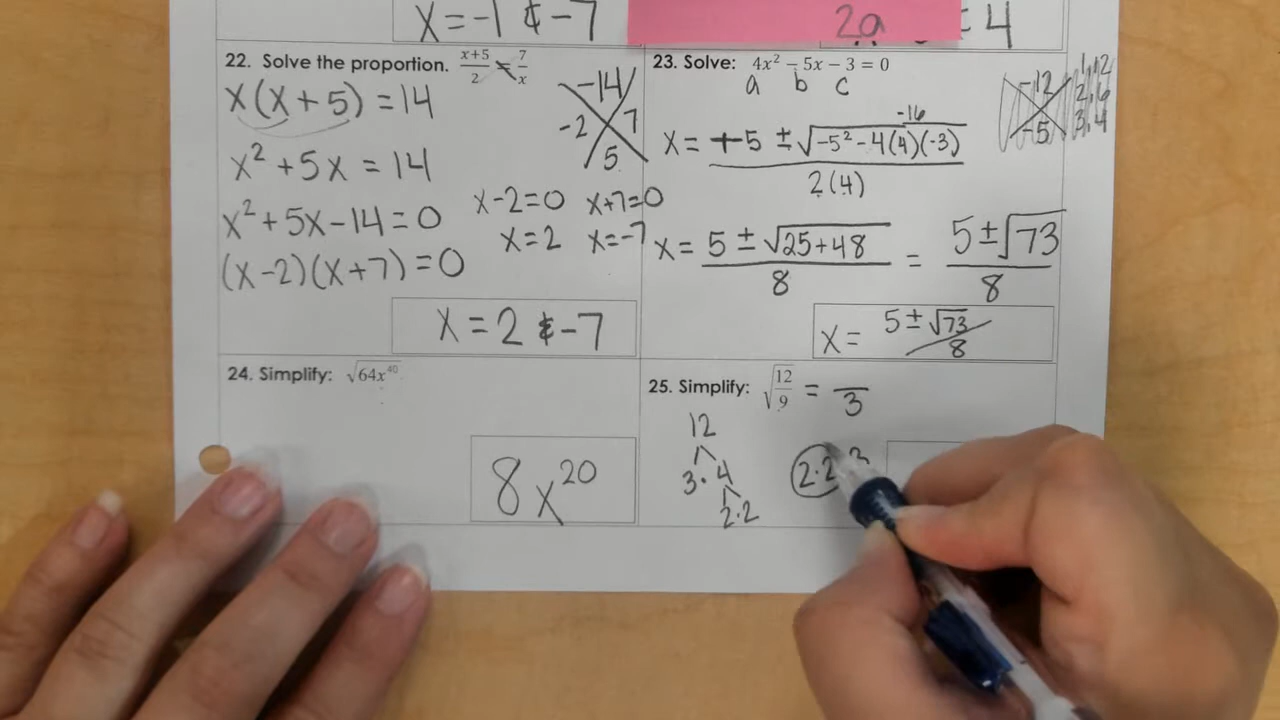 X = -1 ¢ -7
2a
= 4
22. Solve the proportion. x+5/2 = 7/x
x(x+5) = 14
x² + 5x = 14
x² + 5x - 14 = 0
(x-2)(x+7) = 0
-14
-2 7
5
x-2=0 x+7=0
x=2 x=-7
X = 2 ¢ -7
23. Solve: 4x² − 5x − 3 = 0
a b c
-12
-5
1,12
2,6
3,4
-16
x = +5 ± √-5² - 4(4)(-3)
2(4)
x = 5 ± √25+48 / 8 = 5 ± √73 / 8
x = 5 ± √73 / 8
24. Simplify: √64x⁴⁰
8x²⁰
25. Simplify: √12/9 = /3
12
3·4
2·2
2·2·3